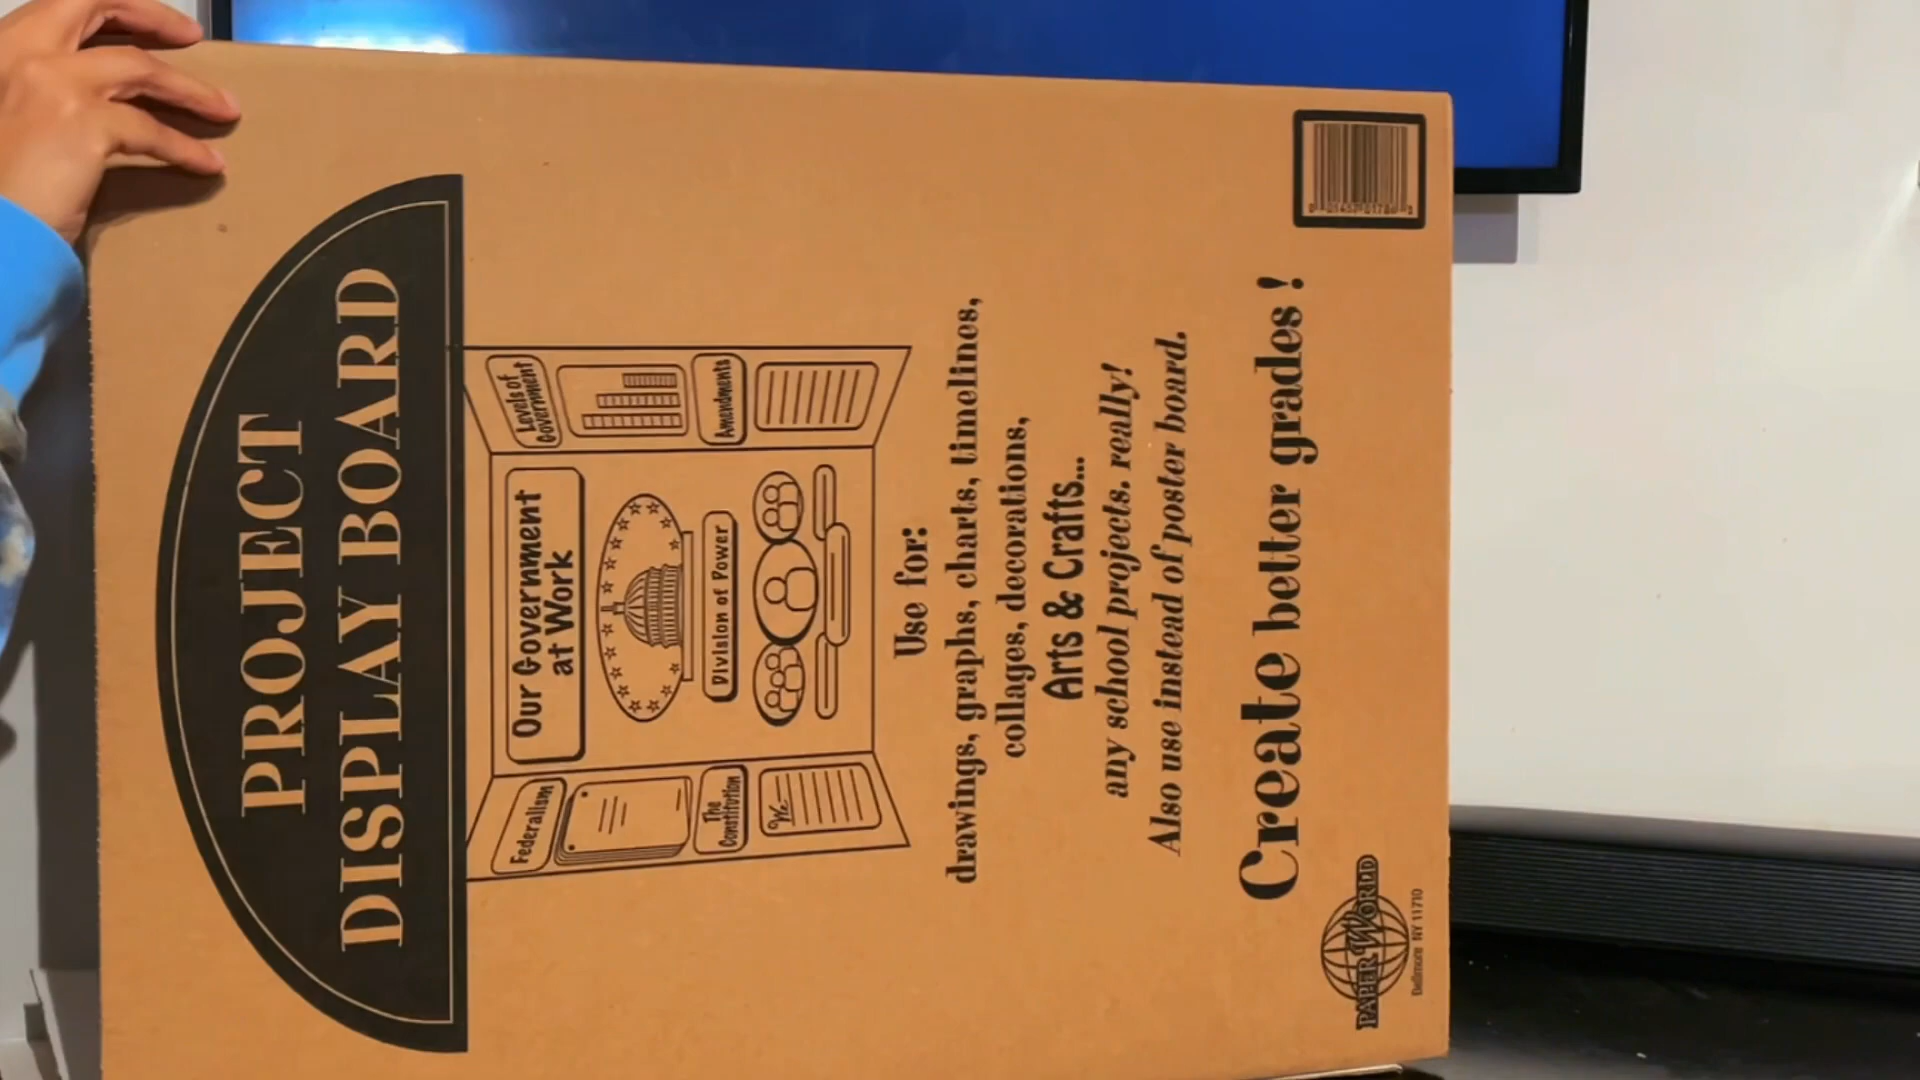 PROJECT
DISPLAY BOARD
Our Government
at Work
Division of Power
Federalism
The
Constitution
We
Levels of
Government
Amendments
Use for:
drawings, graphs, charts, timelines,
collages, decorations,
Arts & Crafts...
any school projects. really!
Also use instead of poster board.
Create better grades!
PAPER WORLD
Bellmore NY 11710